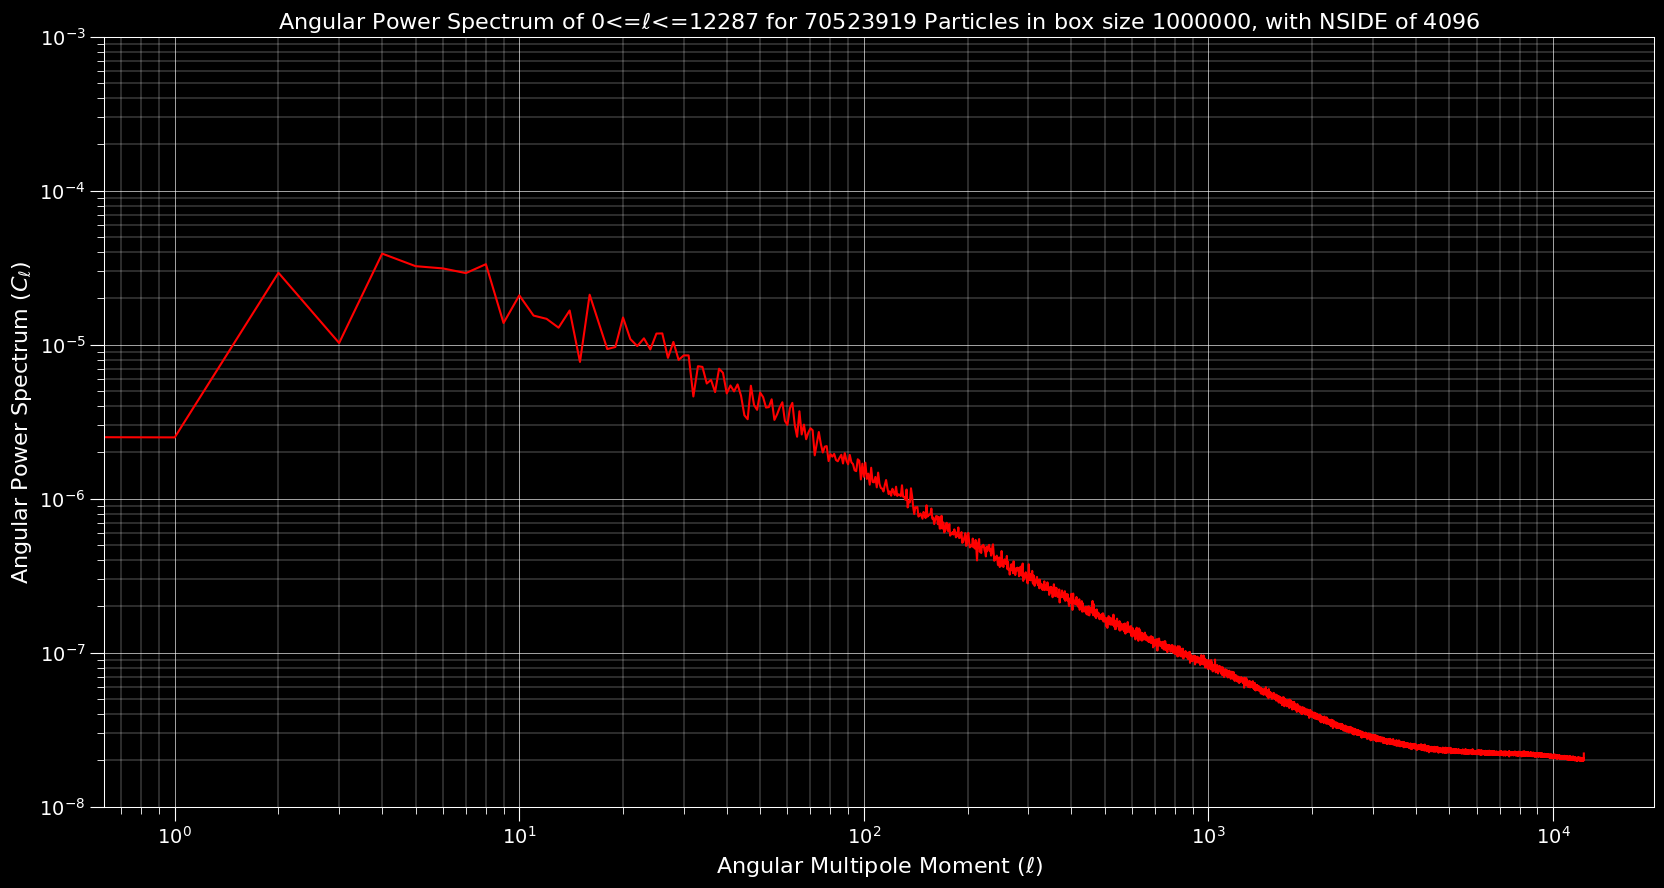 Angular Power Spectrum of 0<=ℓ<=12287 for 70523919 Particles in box size 1000000, with NSIDE of 4096
10⁻³
10⁻⁴
10⁻⁵
10⁻⁶
10⁻⁷
10⁻⁸
Angular Power Spectrum (Cℓ)
10⁰ 10¹ 10² 10³ 10⁴
Angular Multipole Moment (ℓ)